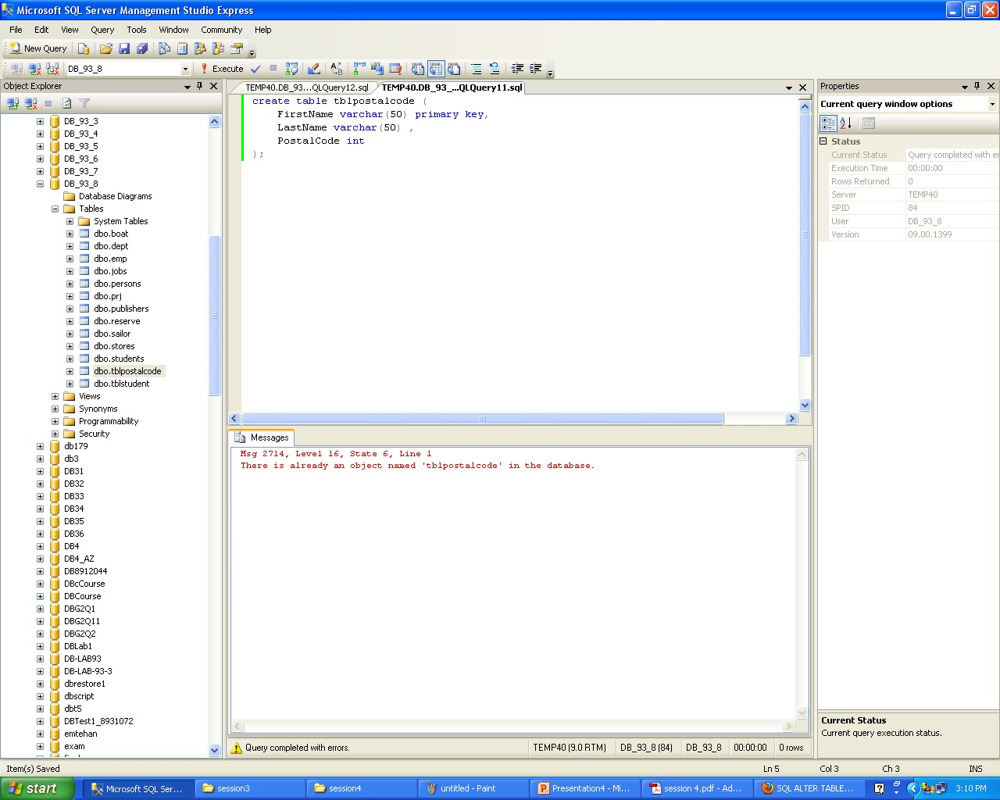 Microsoft SQL Server Management Studio Express
File Edit View Query Tools Window Community Help
New Query
DB_93_8 Execute
Object Explorer
DB_93_3
DB_93_4
DB_93_5
DB_93_6
DB_93_7
DB_93_8
Database Diagrams
Tables
System Tables
dbo.boat
dbo.dept
dbo.emp
dbo.jobs
dbo.persons
dbo.prj
dbo.publishers
dbo.reserve
dbo.sailor
dbo.stores
dbo.students
dbo.tblpostalcode
dbo.tblstudent
Views
Synonyms
Programmability
Security
db179
db3
DB31
DB32
DB33
DB34
DB35
DB36
DB4
DB4_AZ
DB8912044
DBcCourse
DBCourse
DBG2Q1
DBG2Q11
DBG2Q2
DBLab1
DB-LAB93
DB-LAB-93-3
dbrestore1
dbscript
dbt5
DBTest1_8931072
emtehan
exam
TEMP40.DB_93...QLQuery12.sql TEMP40.DB_93_...QLQuery11.sql
create table tblpostalcode (
FirstName varchar(50) primary key,
LastName varchar(50) ,
PostalCode int
);
Messages
Msg 2714, Level 16, State 6, Line 1
There is already an object named 'tblpostalcode' in the database.
Query completed with errors. TEMP40 (9.0 RTM) DB_93_8 (84) DB_93_8 00:00:00 0 rows
Properties
Current query window options
Status
Current Status Query completed with er
Execution Time 00:00:00
Rows Returned 0
Server TEMP40
SPID 84
User DB_93_8
Version 09.00.1399
Current Status
Current query execution status.
Item(s) Saved Ln 5 Col 3 Ch 3 INS
start Microsoft SQL Ser... session3 session4 untitled - Paint Presentation4 - Mi... session 4.pdf - Ad... SQL ALTER TABLE... 3:10 PM